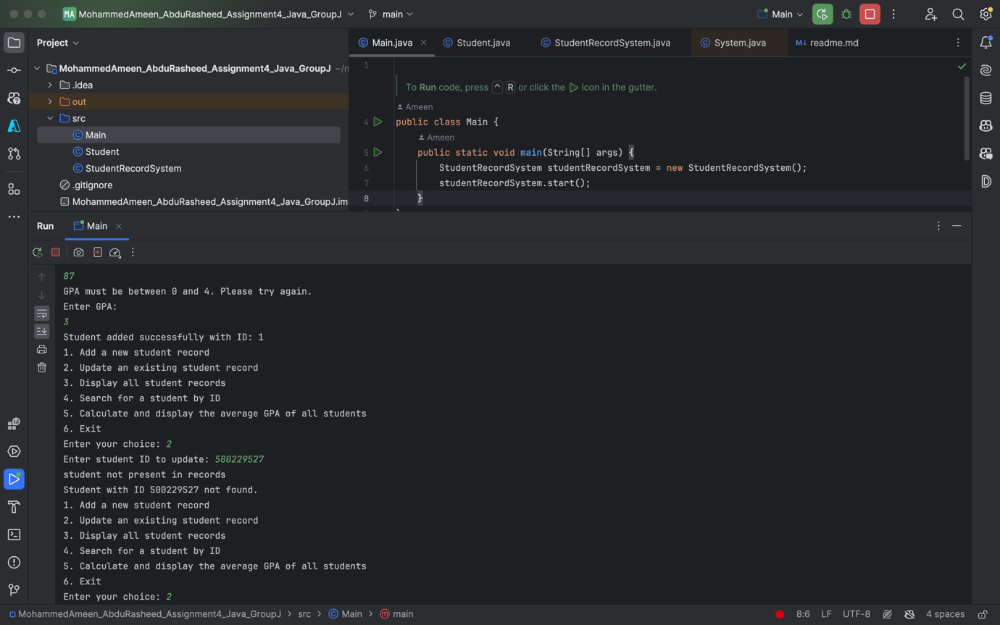 MA MohammedAmeen_AbduRasheed_Assignment4_Java_GroupJ main Main
Project
Main.java Student.java StudentRecordSystem.java System.java M↓ readme.md
MohammedAmeen_AbduRasheed_Assignment4_Java_GroupJ ~/n
.idea
out
src
Main
Student
StudentRecordSystem
.gitignore
MohammedAmeen_AbduRasheed_Assignment4_Java_GroupJ.im
1
To Run code, press ^ R or click the icon in the gutter.
Ameen
4 public class Main {
Ameen
5 public static void main(String[] args) {
6 StudentRecordSystem studentRecordSystem = new StudentRecordSystem();
7 studentRecordSystem.start();
8 }
Run Main
87
GPA must be between 0 and 4. Please try again.
Enter GPA:
3
Student added successfully with ID: 1
1. Add a new student record
2. Update an existing student record
3. Display all student records
4. Search for a student by ID
5. Calculate and display the average GPA of all students
6. Exit
Enter your choice: 2
Enter student ID to update: 500229527
student not present in records
Student with ID 500229527 not found.
1. Add a new student record
2. Update an existing student record
3. Display all student records
4. Search for a student by ID
5. Calculate and display the average GPA of all students
6. Exit
Enter your choice: 2
MohammedAmeen_AbduRasheed_Assignment4_Java_GroupJ > src > Main > main 8:6 LF UTF-8 4 spaces